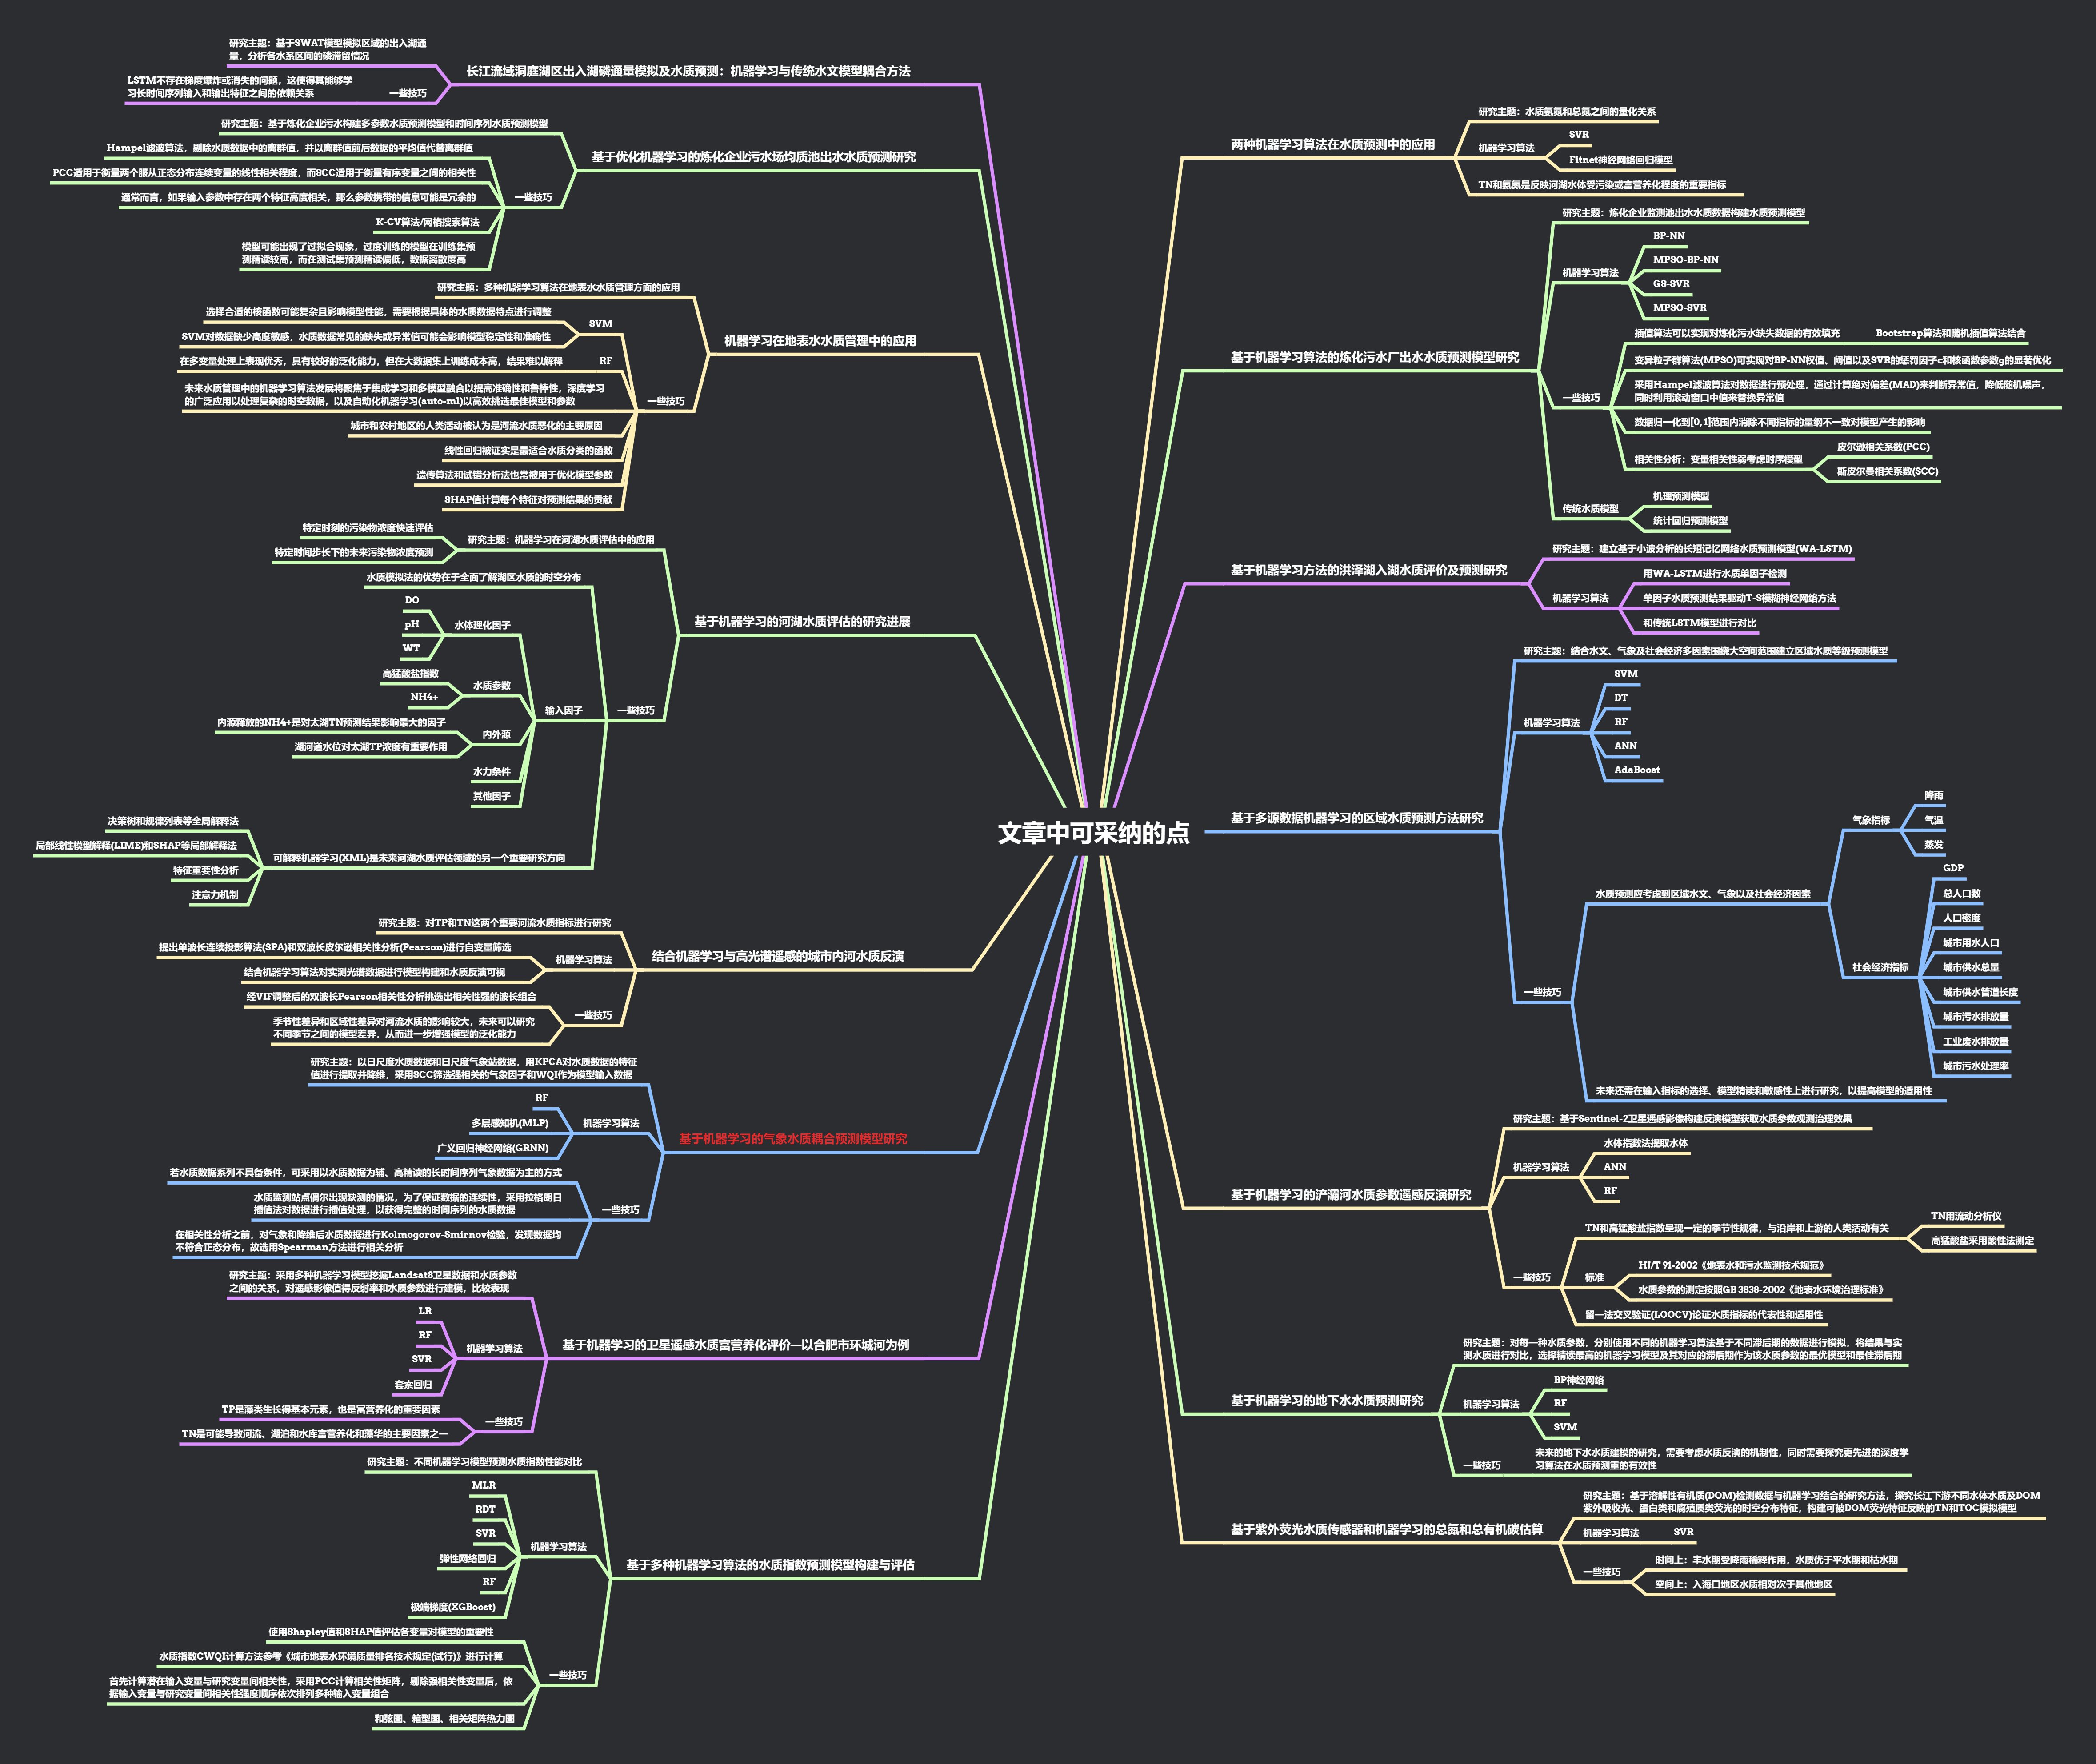 文章中可采纳的点
两种机器学习算法在水质预测中的应用
研究主题：水质氨氮和总氮之间的量化关系
机器学习算法
SVR
Fitnet神经网络回归模型
TN和氨氮是反映河湖水体受污染或富营养化程度的重要指标
基于机器学习算法的炼化污水厂出水水质预测模型研究
研究主题：炼化企业监测池出水水质数据构建水质预测模型
机器学习算法
BP-NN
MPSO-BP-NN
GS-SVR
MPSO-SVR
一些技巧
插值算法可以实现对炼化污水缺失数据的有效填充
Bootstrap算法和随机插值算法结合
变异粒子群算法(MPSO)可实现对BP-NN权值、阈值以及SVR的惩罚因子c和核函数参数g的显著优化
采用Hampel滤波算法对数据进行预处理，通过计算绝对偏差(MAD)来判断异常值，降低随机噪声，
同时利用滚动窗口中值来替换异常值
数据归一化到[0,1]范围内消除不同指标的量纲不一致对模型产生的影响
相关性分析：变量相关性弱考虑时序模型
皮尔逊相关系数(PCC)
斯皮尔曼相关系数(SCC)
传统水质模型
机理预测模型
统计回归预测模型
基于机器学习方法的洪泽湖入湖水质评价及预测研究
研究主题：建立基于小波分析的长短记忆网络水质预测模型(WA-LSTM)
机器学习算法
用WA-LSTM进行水质单因子检测
单因子水质预测结果驱动T-S模糊神经网络方法
和传统LSTM模型进行对比
基于多源数据机器学习的区域水质预测方法研究
研究主题：结合水文、气象及社会经济多因素围绕大空间范围建立区域水质等级预测模型
机器学习算法
SVM
DT
RF
ANN
AdaBoost
一些技巧
水质预测应考虑到区域水文、气象以及社会经济因素
气象指标
降雨
气温
蒸发
社会经济指标
GDP
总人口数
人口密度
城市用水人口
城市供水总量
城市供水管道长度
城市污水排放量
工业废水排放量
城市污水处理率
未来还需在输入指标的选择、模型精读和敏感性上进行研究，以提高模型的适用性
基于机器学习的浐灞河水质参数遥感反演研究
研究主题：基于Sentinel-2卫星遥感影像构建反演模型获取水质参数观测治理效果
机器学习算法
水体指数法提取水体
ANN
RF
一些技巧
TN和高猛酸盐指数呈现一定的季节性规律，与沿岸和上游的人类活动有关
TN用流动分析仪
高猛酸盐采用酸性法测定
标准
HJ/T 91-2002《地表水和污水监测技术规范》
水质参数的测定按照GB 3838-2002《地表水环境治理标准》
留一法交叉验证(LOOCV)论证水质指标的代表性和适用性
基于机器学习的地下水水质预测研究
研究主题：对每一种水质参数，分别使用不同的机器学习算法基于不同滞后期的数据进行模拟，将结果与实
测水质进行对比，选择精读最高的机器学习模型及其对应的滞后期作为该水质参数的最优模型和最佳滞后期
机器学习算法
BP神经网络
RF
SVM
一些技巧
未来的地下水水质建模的研究，需要考虑水质反演的机制性，同时需要探究更先进的深度学
习算法在水质预测重的有效性
基于紫外荧光水质传感器和机器学习的总氮和总有机碳估算
研究主题：基于溶解性有机质(DOM)检测数据与机器学习结合的研究方法，探究长江下游不同水体水质及DOM
紫外吸收光、蛋白类和腐殖质类荧光的时空分布特征，构建可被DOM荧光特征反映的TN和TOC模拟模型
机器学习算法
SVR
一些技巧
时间上：丰水期受降雨稀释作用，水质优于平水期和枯水期
空间上：入海口地区水质相对次于其他地区
长江流域洞庭湖区出入湖磷通量模拟及水质预测：机器学习与传统水文模型耦合方法
研究主题：基于SWAT模型模拟区域的出入湖通
量，分析各水系区间的磷滞留情况
一些技巧
LSTM不存在梯度爆炸或消失的问题，这使得其能够学
习长时间序列输入和输出特征之间的依赖关系
基于优化机器学习的炼化企业污水场均质池出水水质预测研究
研究主题：基于炼化企业污水构建多参数水质预测模型和时间序列水质预测模型
一些技巧
Hampel滤波算法，剔除水质数据中的离群值，并以离群值前后数据的平均值代替离群值
PCC适用于衡量两个服从正态分布连续变量的线性相关程度，而SCC适用于衡量有序变量之间的相关性
通常而言，如果输入参数中存在两个特征高度相关，那么参数携带的信息可能是冗余的
K-CV算法/网格搜索算法
模型可能出现了过拟合现象，过度训练的模型在训练集预
测精读较高，而在测试集预测精读偏低，数据离散度高
机器学习在地表水水质管理中的应用
研究主题：多种机器学习算法在地表水水质管理方面的应用
一些技巧
SVM
选择合适的核函数可能复杂且影响模型性能，需要根据具体的水质数据特点进行调整
SVM对数据缺少高度敏感，水质数据常见的缺失或异常值可能会影响模型稳定性和准确性
RF
在多变量处理上表现优秀，具有较好的泛化能力，但在大数据集上训练成本高，结果难以解释
未来水质管理中的机器学习算法发展将聚焦于集成学习和多模型融合以提高准确性和鲁棒性，深度学习
的广泛应用以处理复杂的时空数据，以及自动化机器学习(auto-ml)以高效挑选最佳模型和参数
城市和农村地区的人类活动被认为是河流水质恶化的主要原因
线性回归被证实是最适合水质分类的函数
遗传算法和试错分析法也常被用于优化模型参数
SHAP值计算每个特征对预测结果的贡献
基于机器学习的河湖水质评估的研究进展
研究主题：机器学习在河湖水质评估中的应用
特定时刻的污染物浓度快速评估
特定时间步长下的未来污染物浓度预测
一些技巧
水质模拟法的优势在于全面了解湖区水质的时空分布
输入因子
水体理化因子
DO
pH
WT
水质参数
高猛酸盐指数
NH4+
内外源
内源释放的NH4+是对太湖TN预测结果影响最大的因子
湖河道水位对太湖TP浓度有重要作用
水力条件
其他因子
可解释机器学习(XML)是未来河湖水质评估领域的另一个重要研究方向
决策树和规律列表等全局解释法
局部线性模型解释(LIME)和SHAP等局部解释法
特征重要性分析
注意力机制
结合机器学习与高光谱遥感的城市内河水质反演
研究主题：对TP和TN这两个重要河流水质指标进行研究
机器学习算法
提出单波长连续投影算法(SPA)和双波长皮尔逊相关性分析(Pearson)进行自变量筛选
结合机器学习算法对实测光谱数据进行模型构建和水质反演可视
一些技巧
经VIF调整后的双波长Pearson相关性分析挑选出相关性强的波长组合
季节性差异和区域性差异对河流水质的影响较大，未来可以研究
不同季节之间的模型差异，从而进一步增强模型的泛化能力
基于机器学习的气象水质耦合预测模型研究
研究主题：以日尺度水质数据和日尺度气象站数据，用KPCA对水质数据的特征
值进行提取并降维，采用SCC筛选强相关的气象因子和WQI作为模型输入数据
机器学习算法
RF
多层感知机(MLP)
广义回归神经网络(GRNN)
一些技巧
若水质数据系列不具备条件，可采用以水质数据为辅、高精读的长时间序列气象数据为主的方式
水质监测站点偶尔出现缺测的情况，为了保证数据的连续性，采用拉格朗日
插值法对数据进行插值处理，以获得完整的时间序列的水质数据
在相关性分析之前，对气象和降维后水质数据进行Kolmogorov-Smirnov检验，发现数据均
不符合正态分布，故选用Spearman方法进行相关分析
基于机器学习的卫星遥感水质富营养化评价—以合肥市环城河为例
研究主题：采用多种机器学习模型挖掘Landsat8卫星数据和水质参数
之间的关系，对遥感影像值得反射率和水质参数进行建模，比较表现
机器学习算法
LR
RF
SVR
套索回归
一些技巧
TP是藻类生长得基本元素，也是富营养化的重要因素
TN是可能导致河流、湖泊和水库富营养化和藻华的主要因素之一
基于多种机器学习算法的水质指数预测模型构建与评估
研究主题：不同机器学习模型预测水质指数性能对比
机器学习算法
MLR
RDT
SVR
弹性网络回归
RF
极端梯度(XGBoost)
一些技巧
使用Shapley值和SHAP值评估各变量对模型的重要性
水质指数CWQI计算方法参考《城市地表水环境质量排名技术规定(试行)》进行计算
首先计算潜在输入变量与研究变量间相关性，采用PCC计算相关性矩阵，剔除强相关性变量后，依
据输入变量与研究变量间相关性强度顺序依次排列多种输入变量组合
和弦图、箱型图、相关矩阵热力图